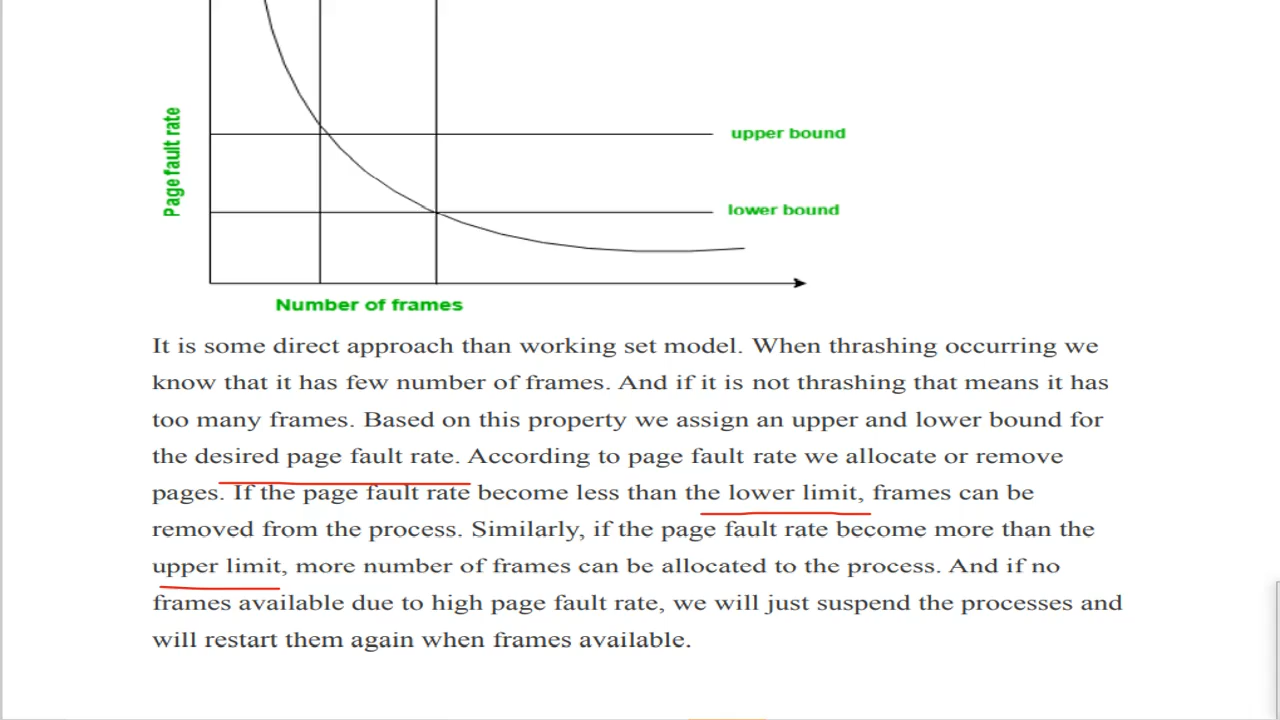 Page fault rate
upper bound
lower bound
Number of frames
It is some direct approach than working set model. When thrashing occurring we
know that it has few number of frames. And if it is not thrashing that means it has
too many frames. Based on this property we assign an upper and lower bound for
the desired page fault rate. According to page fault rate we allocate or remove
pages. If the page fault rate become less than the lower limit, frames can be
removed from the process. Similarly, if the page fault rate become more than the
upper limit, more number of frames can be allocated to the process. And if no
frames available due to high page fault rate, we will just suspend the processes and
will restart them again when frames available.